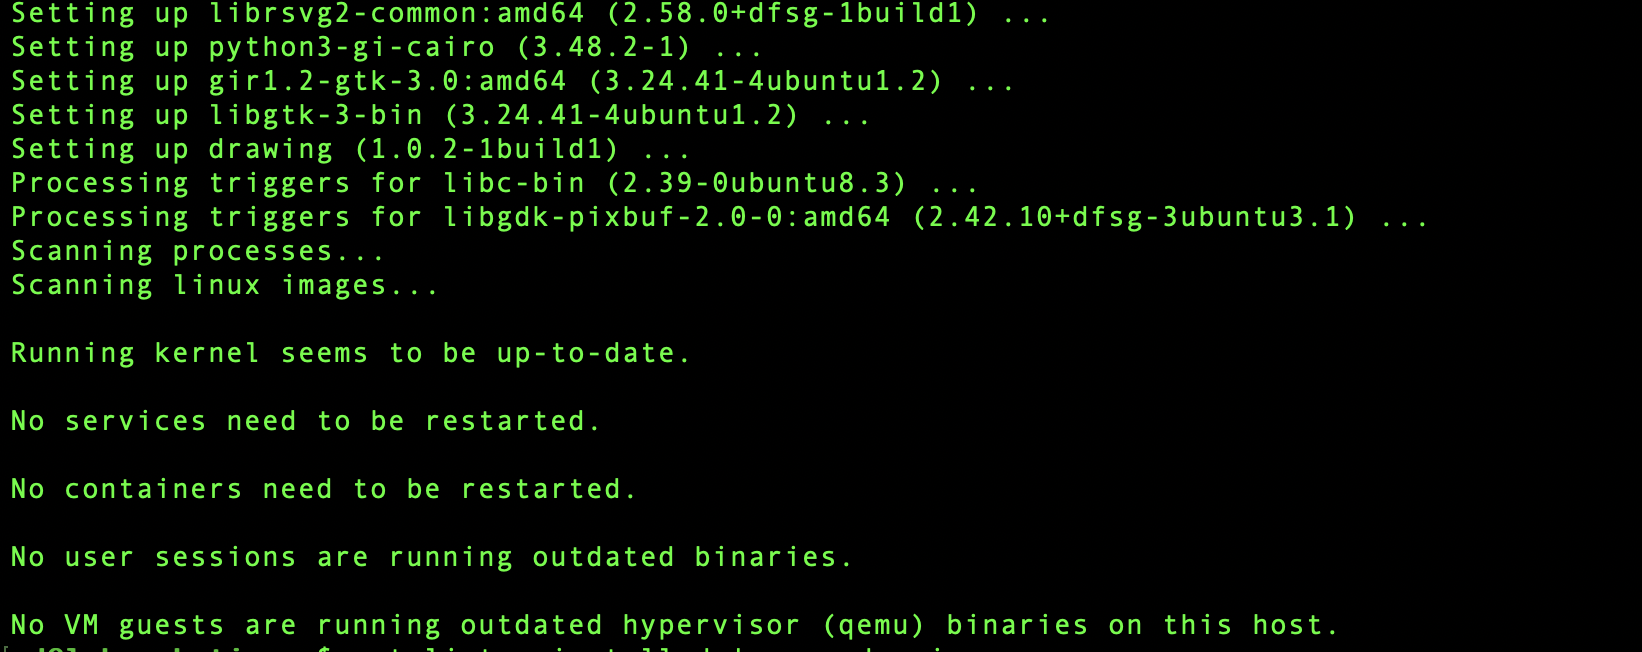 Setting up librsvg2-common:amd64 (2.58.0+dfsg-1build1) ...
Setting up python3-gi-cairo (3.48.2-1) ...
Setting up gir1.2-gtk-3.0:amd64 (3.24.41-4ubuntu1.2) ...
Setting up libgtk-3-bin (3.24.41-4ubuntu1.2) ...
Setting up drawing (1.0.2-1build1) ...
Processing triggers for libc-bin (2.39-0ubuntu8.3) ...
Processing triggers for libgdk-pixbuf-2.0-0:amd64 (2.42.10+dfsg-3ubuntu3.1) ...
Scanning processes...
Scanning linux images...
Running kernel seems to be up-to-date.
No services need to be restarted.
No containers need to be restarted.
No user sessions are running outdated binaries.
No VM guests are running outdated hypervisor (qemu) binaries on this host.